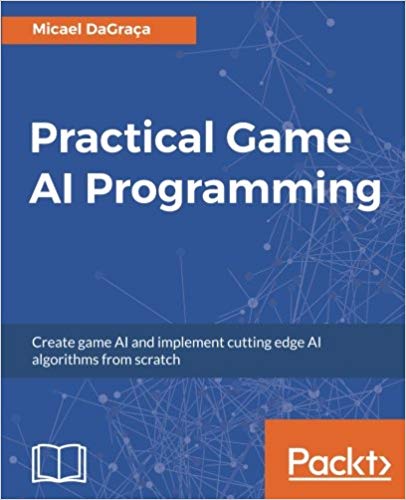 Micael DaGraça
Practical Game
AI Programming
Create game AI and implement cutting edge AI
algorithms from scratch
Packt>